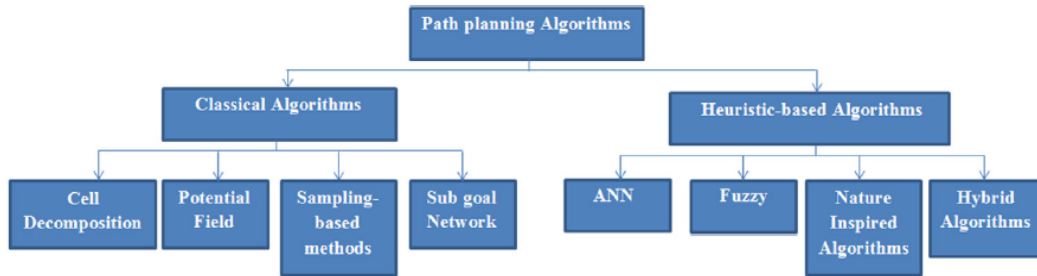 Path planning Algorithms
Classical Algorithms
Heuristic-based Algorithms
Cell
Decomposition
Potential
Field
Sampling-
based
methods
Sub goal
Network
ANN
Fuzzy
Nature
Inspired
Algorithms
Hybrid
Algorithms